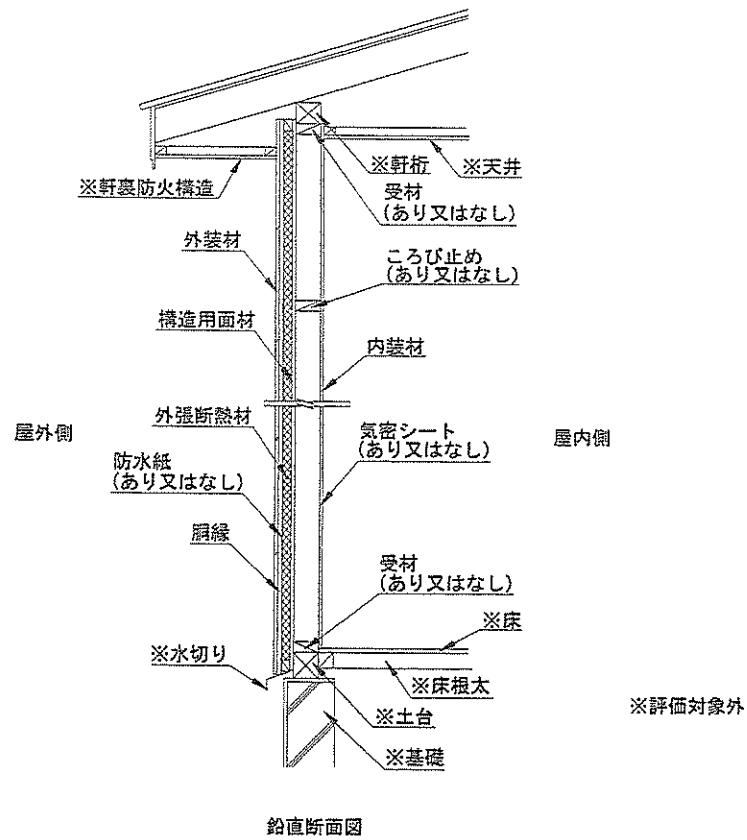 ※軒桁
※天井
※軒裏防火構造
受材
(あり又はなし)
外装材
ころび止め
(あり又はなし)
構造用面材
内装材
屋外側
外張断熱材
気密シート
(あり又はなし)
屋内側
防水紙
(あり又はなし)
胴縁
受材
(あり又はなし)
※床
※水切り
※床根太
※土台
※評価対象外
※基礎
鉛直断面図